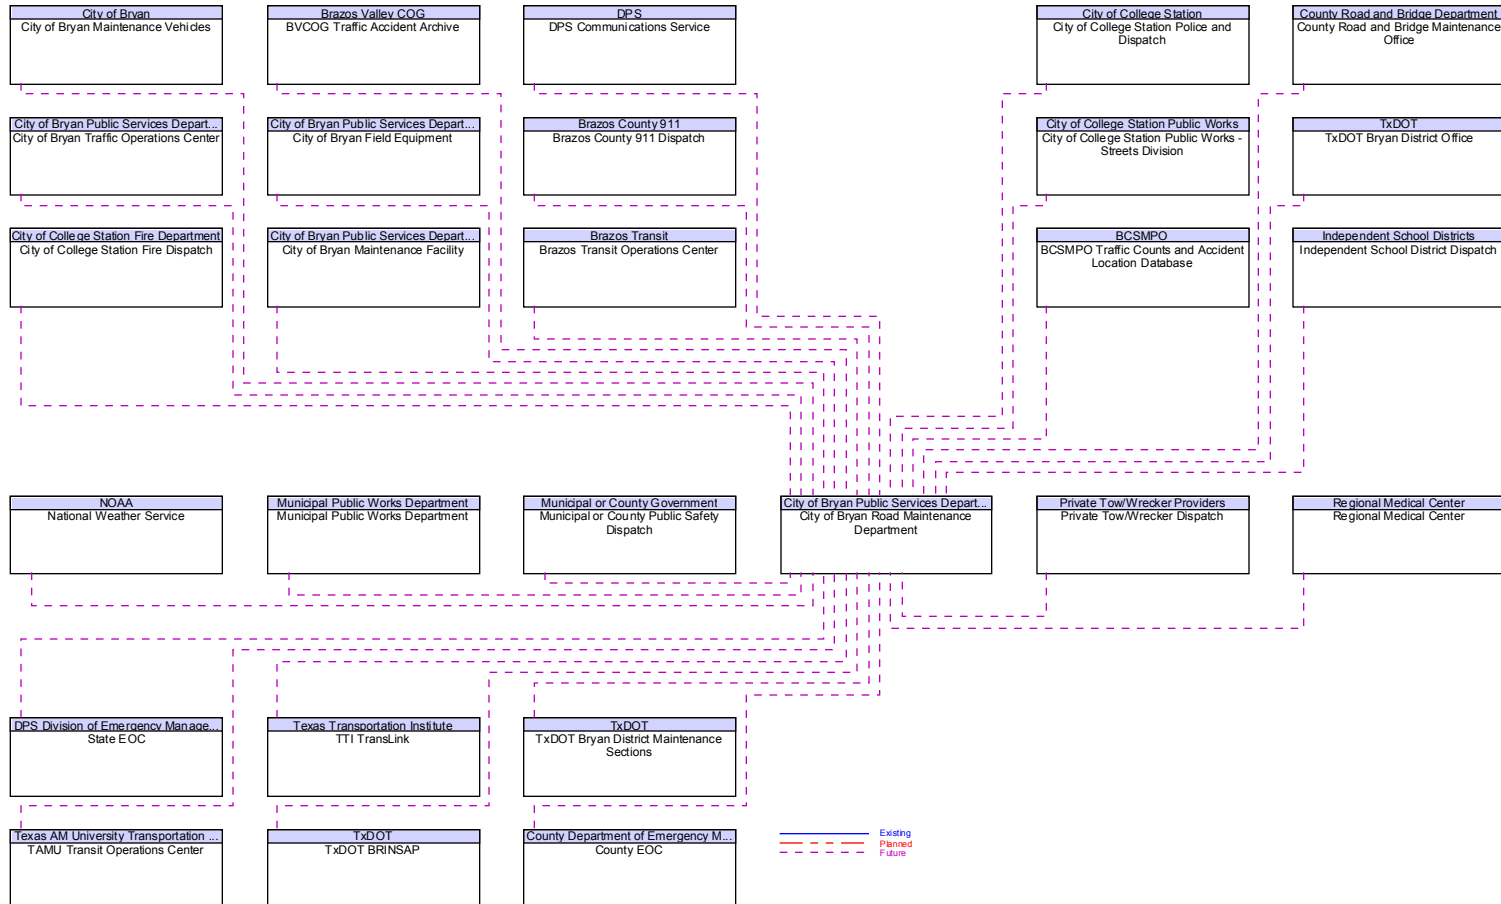 City of Bryan
City of Bryan Maintenance Vehicles
Brazos Valley COG
BVCOG Traffic Accident Archive
DPS
DPS Communications Service
City of College Station
City of College Station Police and
Dispatch
County Road and Bridge Department
County Road and Bridge Maintenance
Office
City of Bryan Public Services Depart...
City of Bryan Traffic Operations Center
City of Bryan Public Services Depart...
City of Bryan Field Equipment
Brazos County 911
Brazos County 911 Dispatch
City of College Station Public Works
City of College Station Public Works -
Streets Division
TxDOT
TxDOT Bryan District Office
City of College Station Fire Department
City of College Station Fire Dispatch
City of Bryan Public Services Depart...
City of Bryan Maintenance Facility
Brazos Transit
Brazos Transit Operations Center
BCSMPO
BCSMPO Traffic Counts and Accident
Location Database
Independent School Districts
Independent School District Dispatch
NOAA
National Weather Service
Municipal Public Works Department
Municipal Public Works Department
Municipal or County Government
Municipal or County Public Safety
Dispatch
City of Bryan Public Services Depart...
City of Bryan Road Maintenance
Department
Private Tow/Wrecker Providers
Private Tow/Wrecker Dispatch
Regional Medical Center
Regional Medical Center
DPS Division of Emergency Manage...
State EOC
Texas Transportation Institute
TTI TransLink
TxDOT
TxDOT Bryan District Maintenance
Sections
Texas AM University Transportation ...
TAMU Transit Operations Center
TxDOT
TxDOT BRINSAP
County Department of Emergency M...
County EOC
Existing
Planned
Future